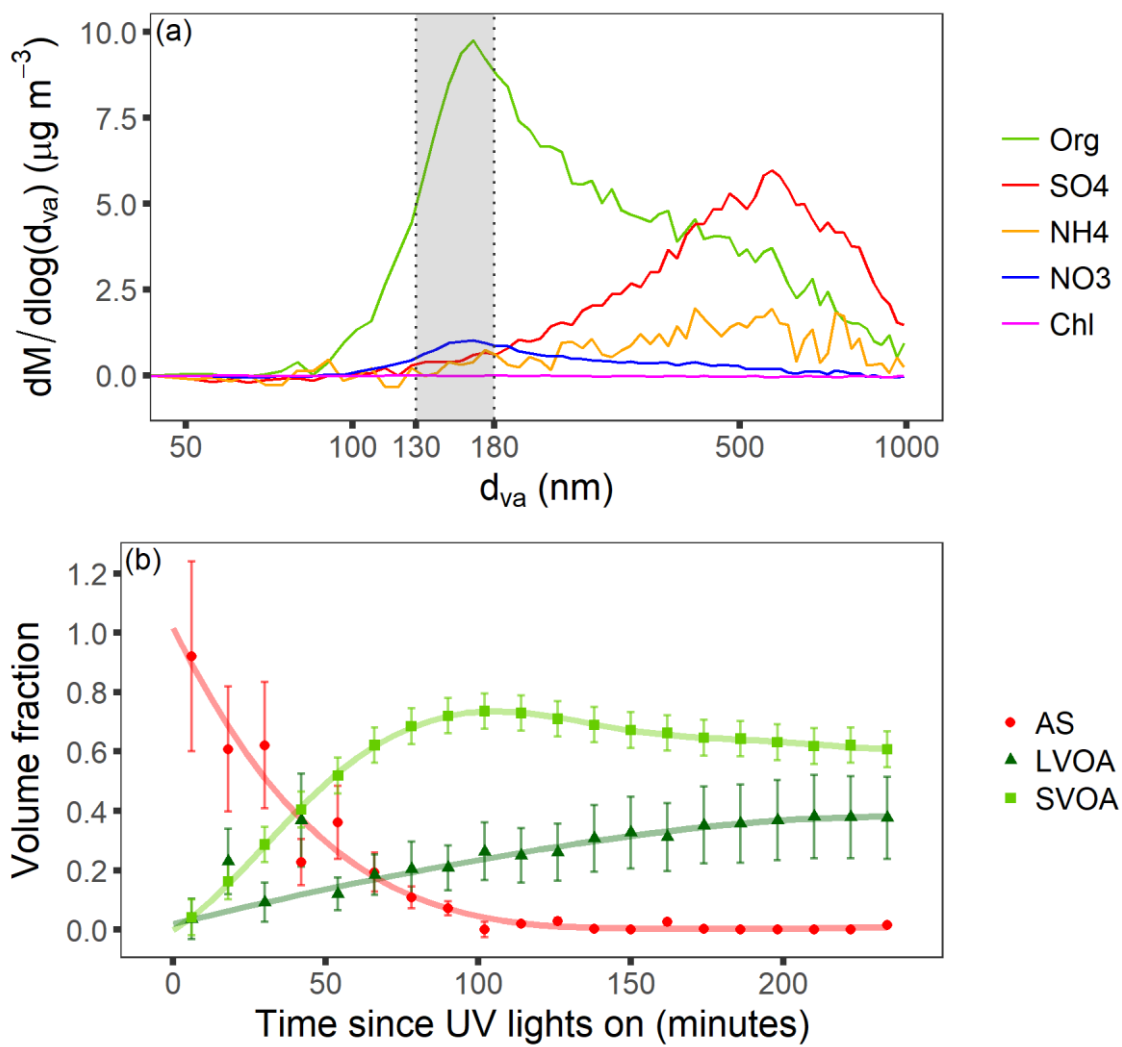 (a)
dM/dlog(dva) (μg m−3)
10.0
7.5
5.0
2.5
0.0
50
100
130
180
500
1000
dva (nm)
Org
SO4
NH4
NO3
Chl
(b)
Volume fraction
1.2
1.0
0.8
0.6
0.4
0.2
0.0
0
50
100
150
200
Time since UV lights on (minutes)
AS
LVOA
SVOA